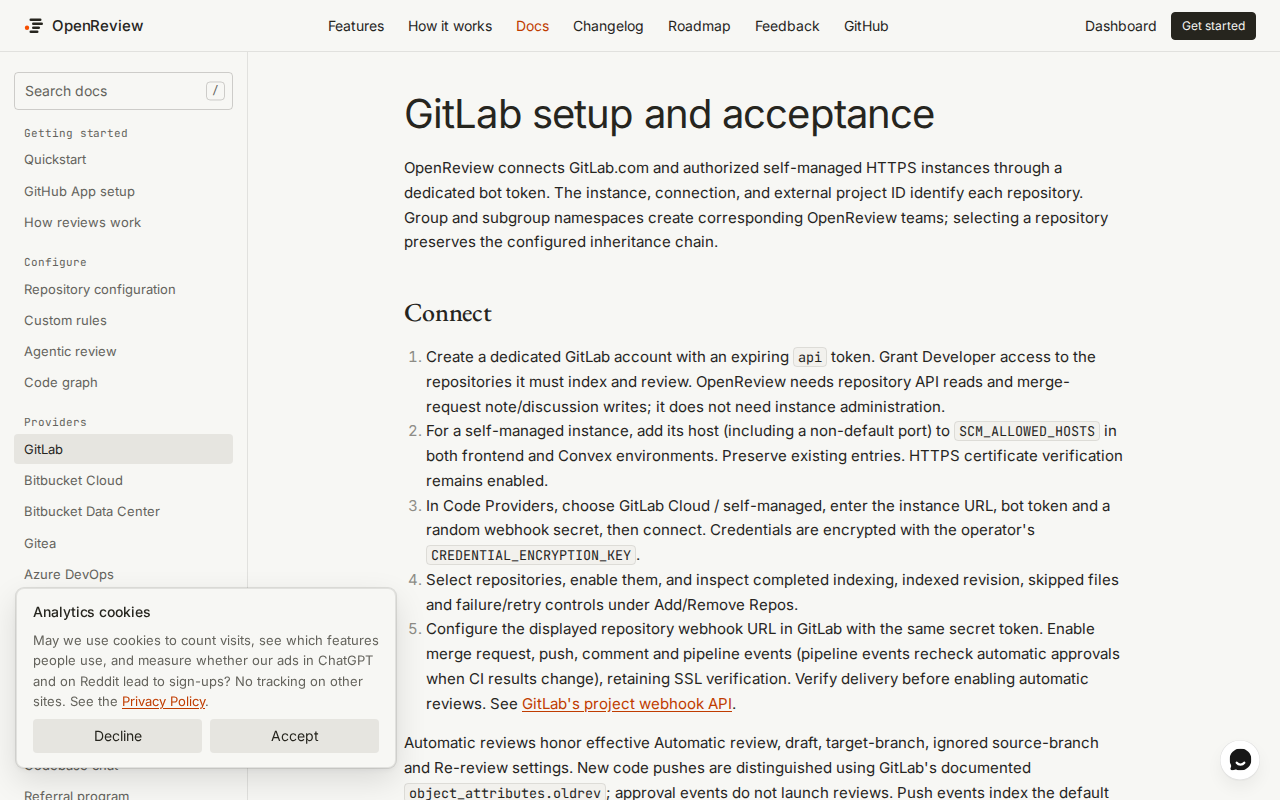 OpenReview
Features
How it works
Docs
Changelog
Roadmap
Feedback
GitHub
Dashboard
Get started
Search docs
/
Getting started
Quickstart
GitHub App setup
How reviews work
Configure
Repository configuration
Custom rules
Agentic review
Code graph
Providers
GitLab
Bitbucket Cloud
Bitbucket Data Center
Gitea
Azure DevOps
Codebase chat
Referral program
GitLab setup and acceptance
OpenReview connects GitLab.com and authorized self-managed HTTPS instances through a
dedicated bot token. The instance, connection, and external project ID identify each repository.
Group and subgroup namespaces create corresponding OpenReview teams; selecting a repository
preserves the configured inheritance chain.
Connect
1. Create a dedicated GitLab account with an expiring api token. Grant Developer access to the
repositories it must index and review. OpenReview needs repository API reads and merge-
request note/discussion writes; it does not need instance administration.
2. For a self-managed instance, add its host (including a non-default port) to SCM_ALLOWED_HOSTS in
both frontend and Convex environments. Preserve existing entries. HTTPS certificate verification
remains enabled.
3. In Code Providers, choose GitLab Cloud / self-managed, enter the instance URL, bot token and a
random webhook secret, then connect. Credentials are encrypted with the operator's
CREDENTIAL_ENCRYPTION_KEY.
4. Select repositories, enable them, and inspect completed indexing, indexed revision, skipped files
and failure/retry controls under Add/Remove Repos.
5. Configure the displayed repository webhook URL in GitLab with the same secret token. Enable
merge request, push, comment and pipeline events (pipeline events recheck automatic approvals
when CI results change), retaining SSL verification. Verify delivery before enabling automatic
reviews. See GitLab's project webhook API.
Automatic reviews honor effective Automatic review, draft, target-branch, ignored source-branch
and Re-review settings. New code pushes are distinguished using GitLab's documented
object_attributes.oldrev; approval events do not launch reviews. Push events index the default
Analytics cookies
May we use cookies to count visits, see which features
people use, and measure whether our ads in ChatGPT
and on Reddit lead to sign-ups? No tracking on other
sites. See the Privacy Policy.
Decline
Accept